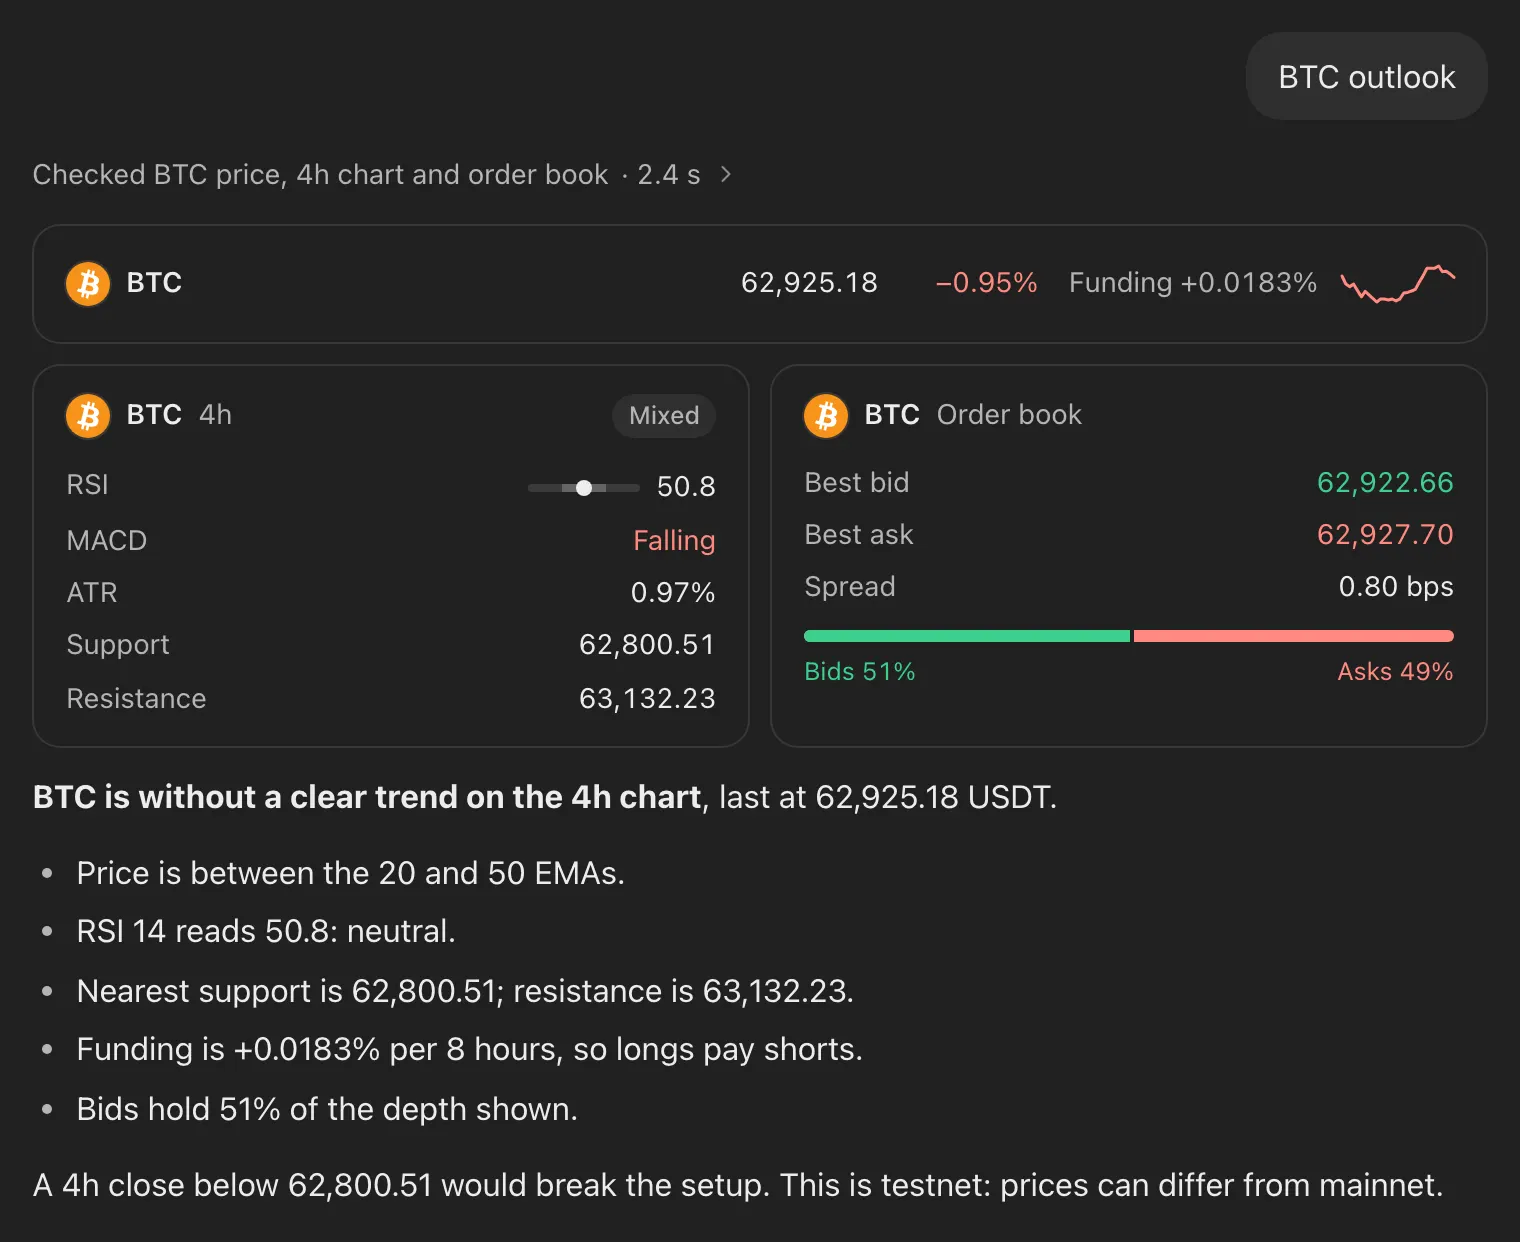 BTC outlook
Checked BTC price, 4h chart and order book · 2.4 s
BTC 62,925.18 −0.95% Funding +0.0183%
BTC 4h Mixed
RSI 50.8
MACD Falling
ATR 0.97%
Support 62,800.51
Resistance 63,132.23
BTC Order book
Best bid 62,922.66
Best ask 62,927.70
Spread 0.80 bps
Bids 51% Asks 49%
BTC is without a clear trend on the 4h chart, last at 62,925.18 USDT.
• Price is between the 20 and 50 EMAs.
• RSI 14 reads 50.8: neutral.
• Nearest support is 62,800.51; resistance is 63,132.23.
• Funding is +0.0183% per 8 hours, so longs pay shorts.
• Bids hold 51% of the depth shown.
A 4h close below 62,800.51 would break the setup. This is testnet: prices can differ from mainnet.